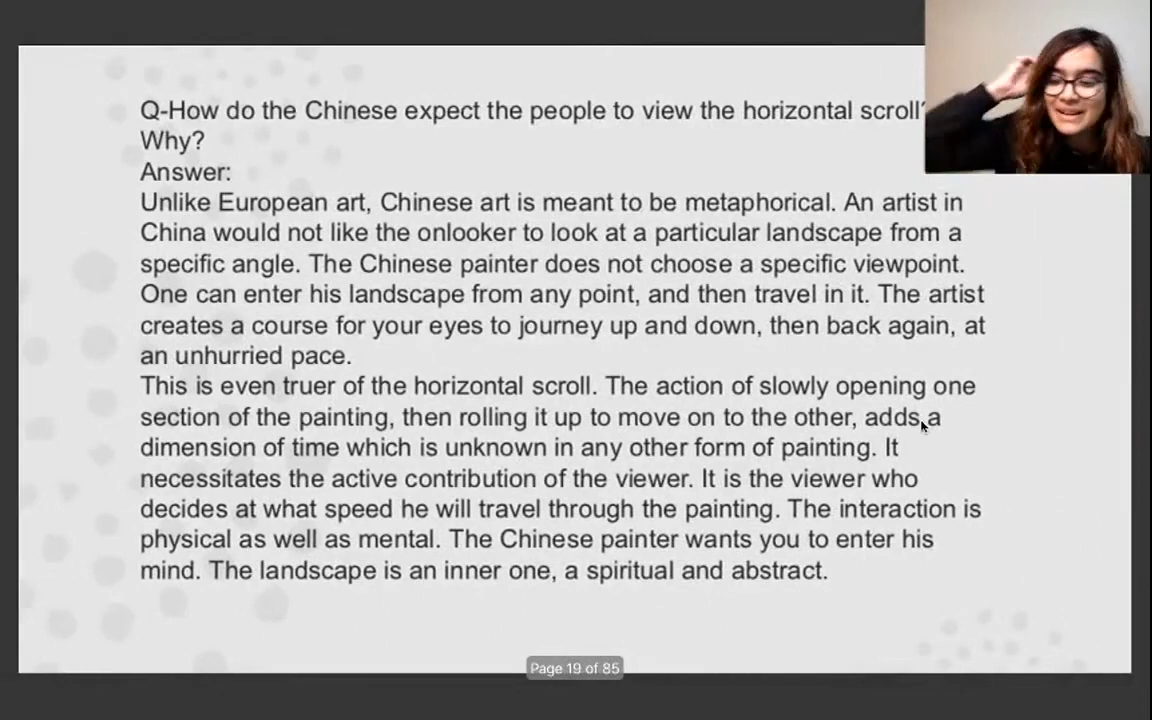 Q-How do the Chinese expect the people to view the horizontal scroll?
Why?
Answer:
Unlike European art, Chinese art is meant to be metaphorical. An artist in
China would not like the onlooker to look at a particular landscape from a
specific angle. The Chinese painter does not choose a specific viewpoint.
One can enter his landscape from any point, and then travel in it. The artist
creates a course for your eyes to journey up and down, then back again, at
an unhurried pace.
This is even truer of the horizontal scroll. The action of slowly opening one
section of the painting, then rolling it up to move on to the other, adds a
dimension of time which is unknown in any other form of painting. It
necessitates the active contribution of the viewer. It is the viewer who
decides at what speed he will travel through the painting. The interaction is
physical as well as mental. The Chinese painter wants you to enter his
mind. The landscape is an inner one, a spiritual and abstract.
Page 19 of 85